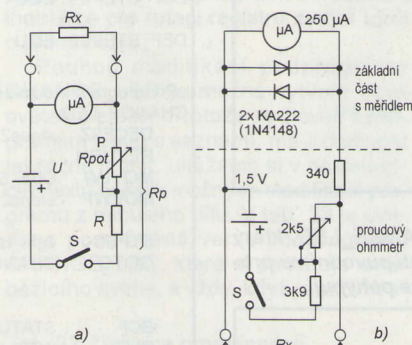 Rx
µA
U
+
P
Rpot
Rp
S
a)
250 µA
µA
2x KA222
(1N4148)
základní
část
s měřidlem
1,5 V
+
340
2k5
S
3k9
proudový
ohmmetr
Rx
b)